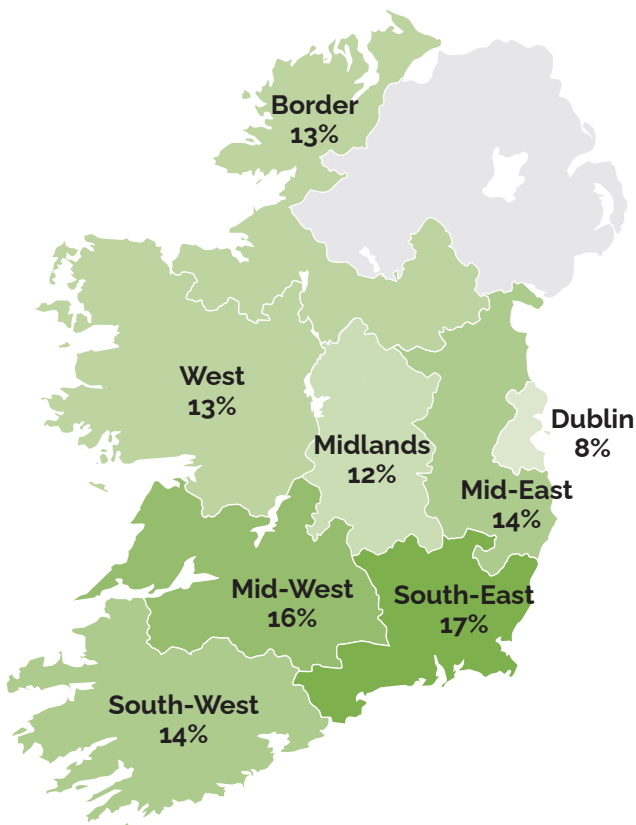 Border
13%
West
13%
Dublin
8%
Midlands
12%
Mid-East
14%
Mid-West
16%
South-East
17%
South-West
14%